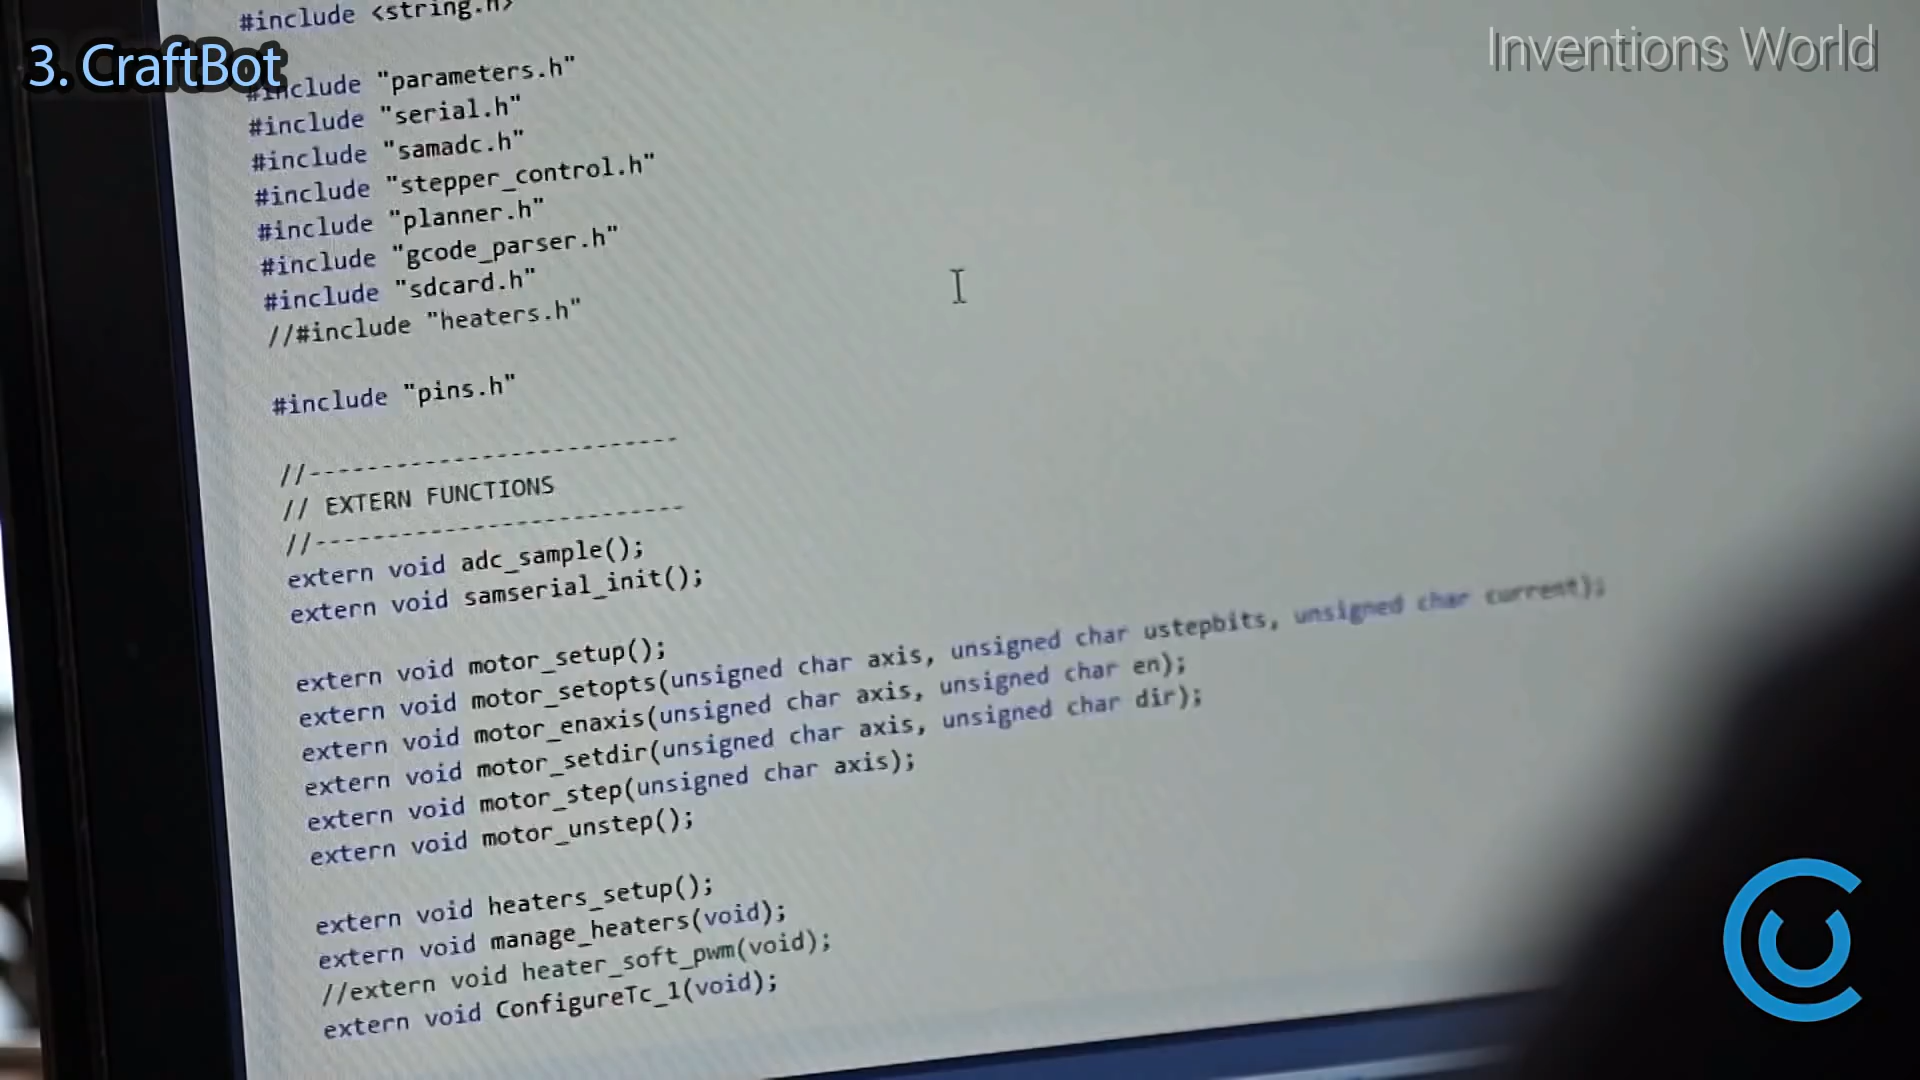 3. CraftBot
Inventions World
#include <string.h>
#include "parameters.h"
#include "serial.h"
#include "samadc.h"
#include "stepper_control.h"
#include "planner.h"
#include "gcode_parser.h"
#include "sdcard.h"
//#include "heaters.h"
#include "pins.h"
//-------------------------
// EXTERN FUNCTIONS
//-------------------------
extern void adc_sample();
extern void samserial_init();
extern void motor_setup();
extern void motor_setopts(unsigned char axis, unsigned char ustepbits, unsigned char current);
extern void motor_enaxis(unsigned char axis, unsigned char en);
extern void motor_setdir(unsigned char axis, unsigned char dir);
extern void motor_step(unsigned char axis);
extern void motor_unstep();
extern void heaters_setup();
extern void manage_heaters(void);
//extern void heater_soft_pwm(void);
extern void ConfigureTc_1(void);